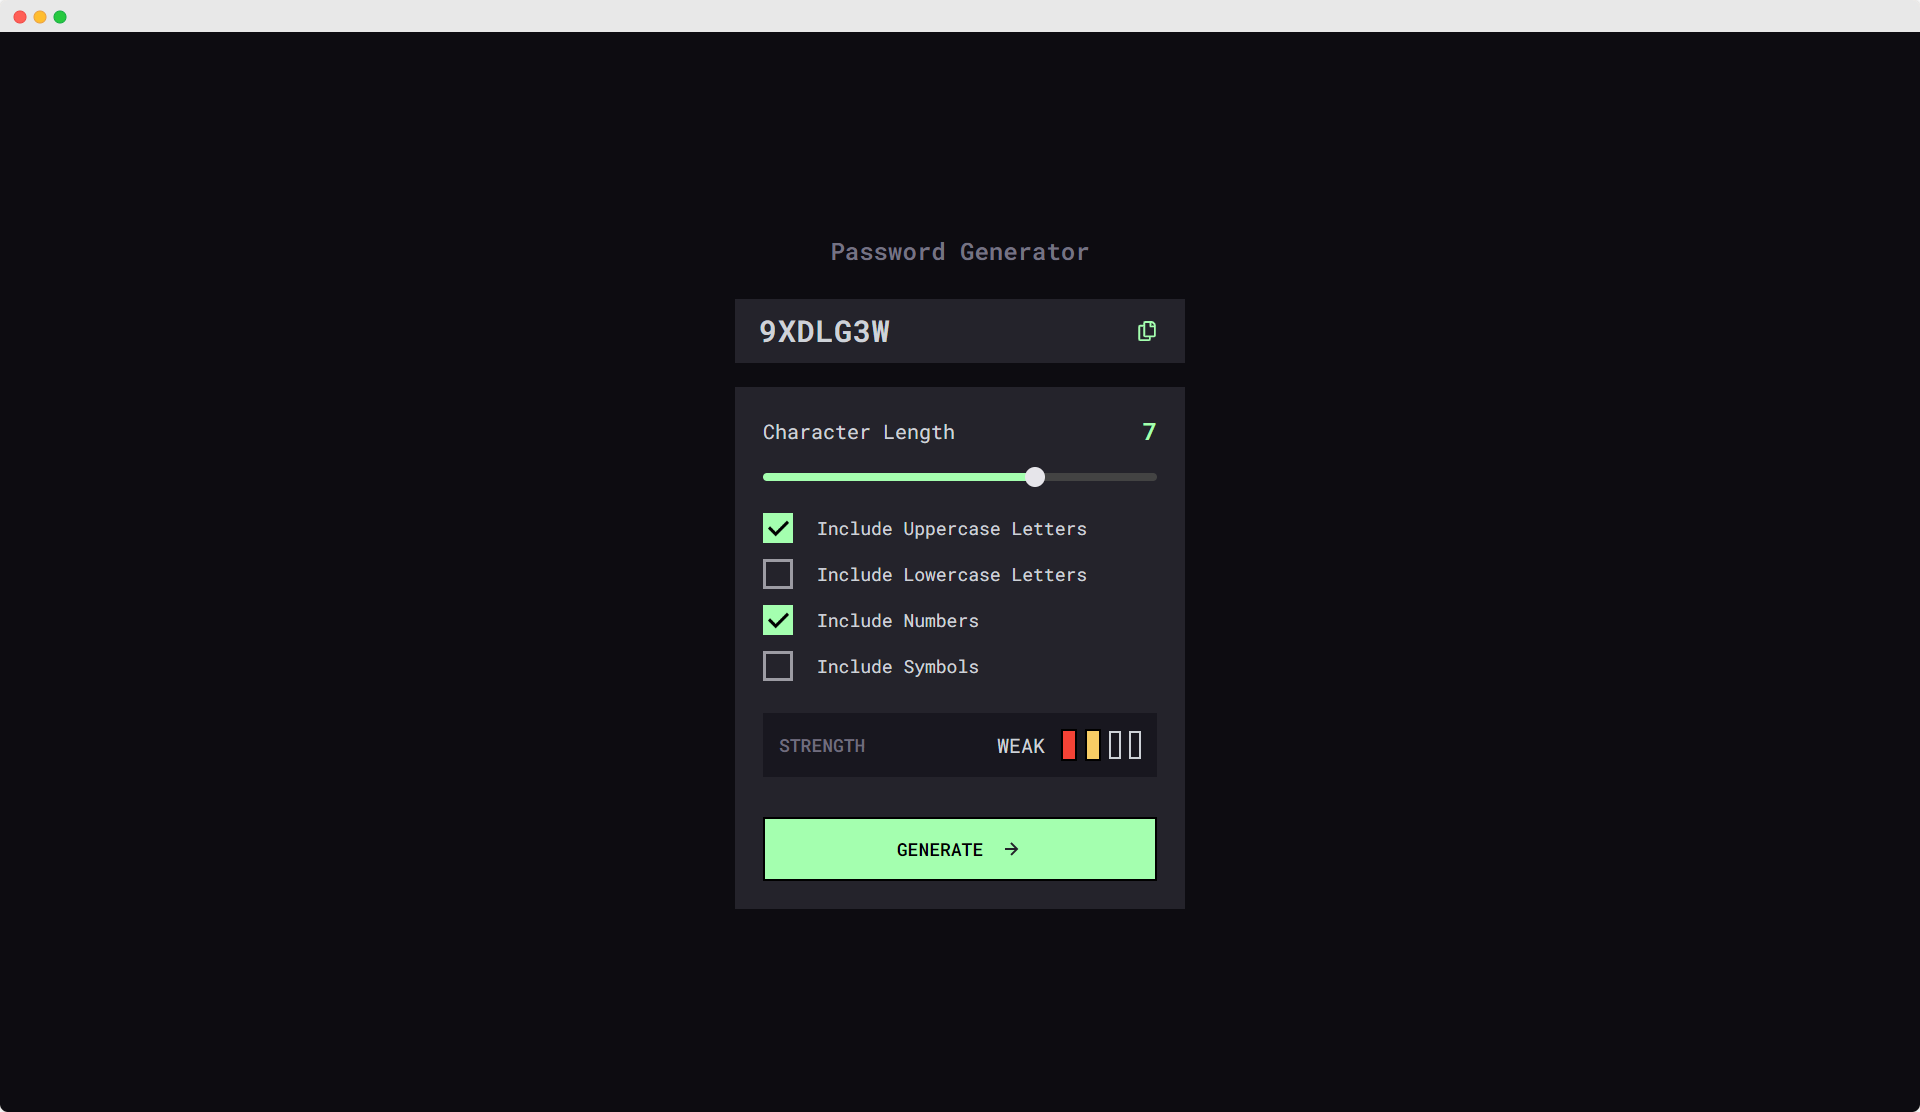 Password Generator
9XDLG3W
Character Length 7
Include Uppercase Letters
Include Lowercase Letters
Include Numbers
Include Symbols
STRENGTH WEAK
GENERATE →